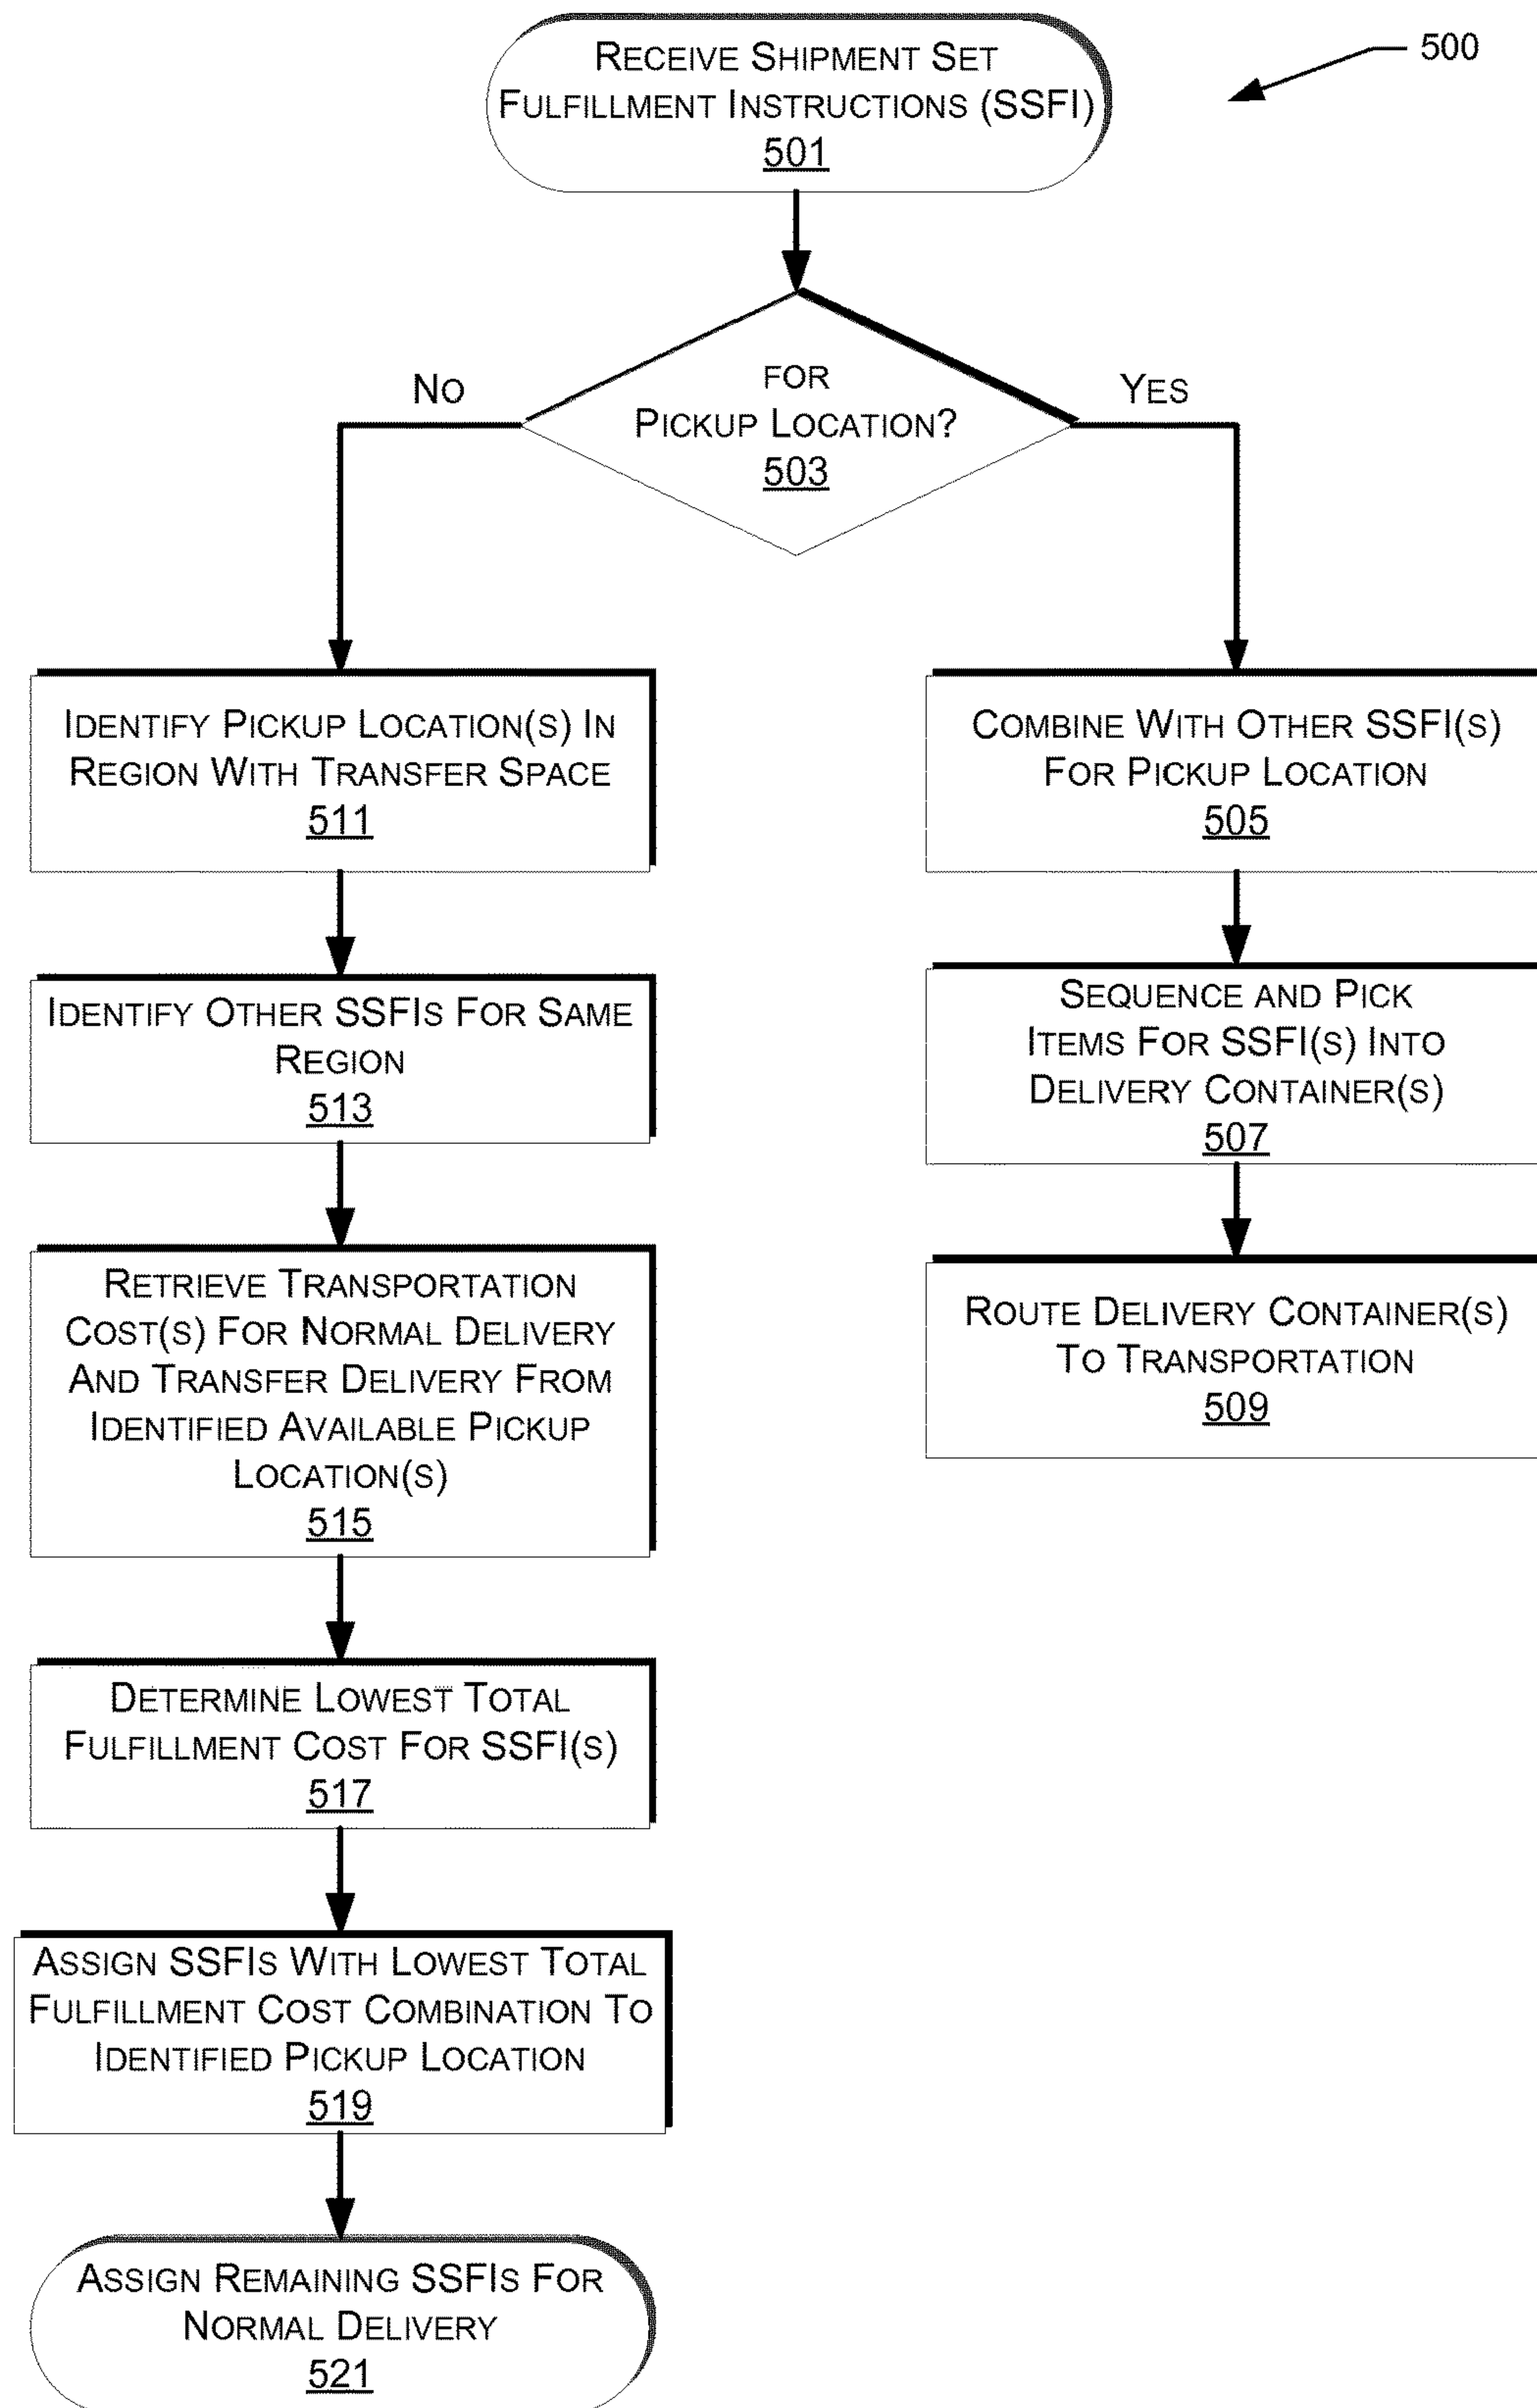 RECEIVE SHIPMENT SET
FULFILLMENT INSTRUCTIONS (SSFI)
501
500
FOR
PICKUP LOCATION?
503
NO
YES
IDENTIFY PICKUP LOCATION(S) IN
REGION WITH TRANSFER SPACE
511
IDENTIFY OTHER SSFIS FOR SAME
REGION
513
RETRIEVE TRANSPORTATION
COST(S) FOR NORMAL DELIVERY
AND TRANSFER DELIVERY FROM
IDENTIFIED AVAILABLE PICKUP
LOCATION(S)
515
DETERMINE LOWEST TOTAL
FULFILLMENT COST FOR SSFI(S)
517
ASSIGN SSFIS WITH LOWEST TOTAL
FULFILLMENT COST COMBINATION TO
IDENTIFIED PICKUP LOCATION
519
ASSIGN REMAINING SSFIS FOR
NORMAL DELIVERY
521
COMBINE WITH OTHER SSFI(S)
FOR PICKUP LOCATION
505
SEQUENCE AND PICK
ITEMS FOR SSFI(S) INTO
DELIVERY CONTAINER(S)
507
ROUTE DELIVERY CONTAINER(S)
TO TRANSPORTATION
509